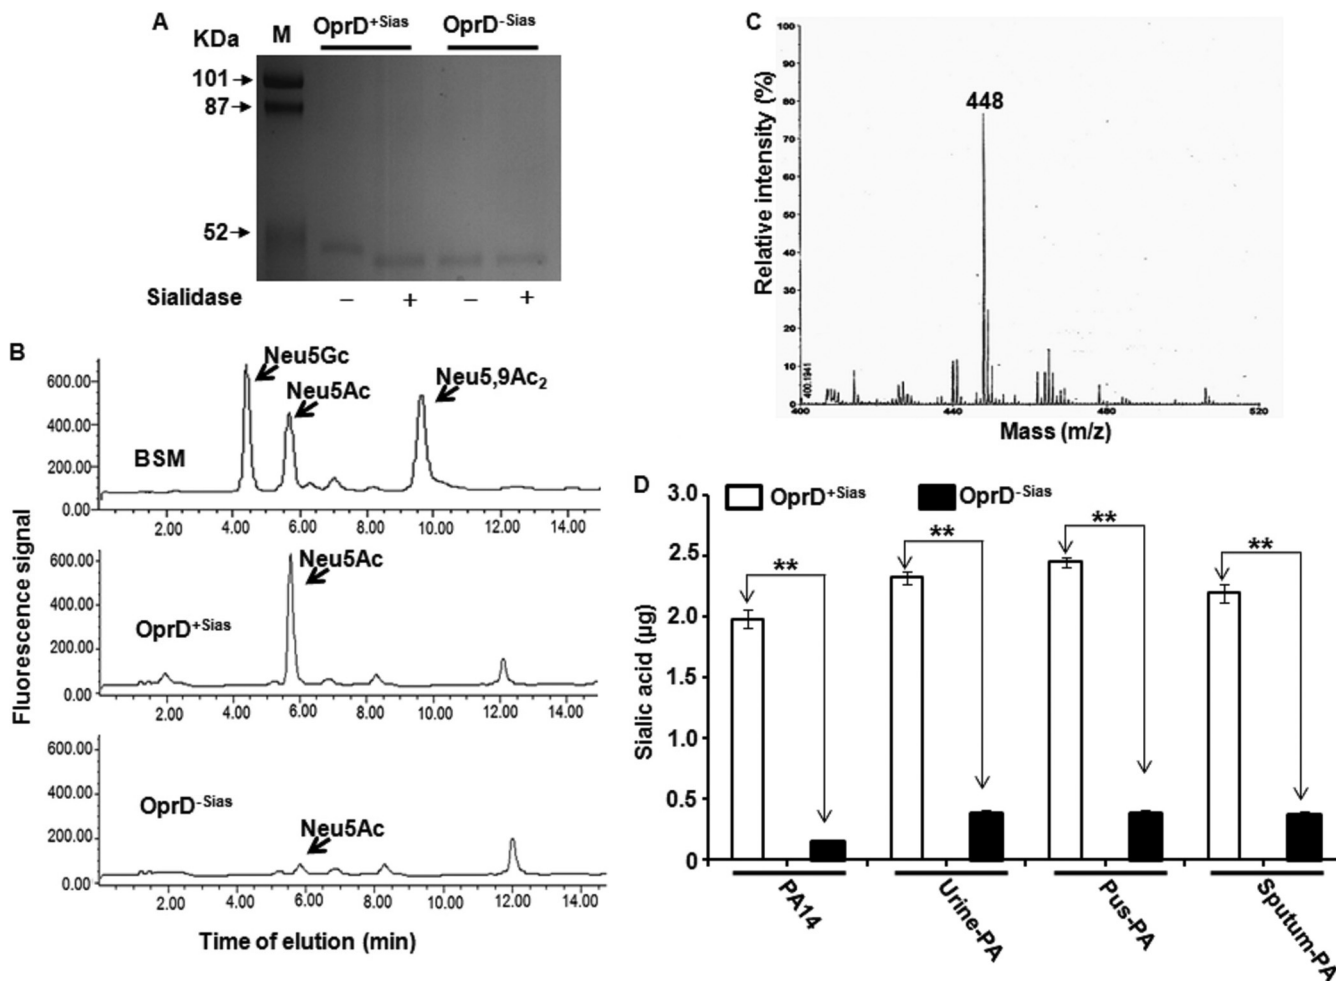 A
KDa M OprD+Sias OprD-Sias
101
87
52
Sialidase − + − +
B
Fluorescence signal
600.00
400.00
200.00
0.00
BSM
Neu5Gc
Neu5Ac
Neu5,9Ac2
2.00 4.00 6.00 8.00 10.00 12.00 14.00
600.00
400.00
200.00
0.00
OprD+Sias
Neu5Ac
2.00 4.00 6.00 8.00 10.00 12.00 14.00
600.00
400.00
200.00
0.00
OprD-Sias
Neu5Ac
2.00 4.00 6.00 8.00 10.00 12.00 14.00
Time of elution (min)
C
Relative intensity (%)
100
90
80
70
60
50
40
30
20
10
0
448
400.1941
400 440 480 520
Mass (m/z)
D
OprD+Sias OprD-Sias
Sialic acid (µg)
3.0
2.5
2.0
1.5
1.0
0.5
0
** ** ** **
PA14 Urine-PA Pus-PA Sputum-PA